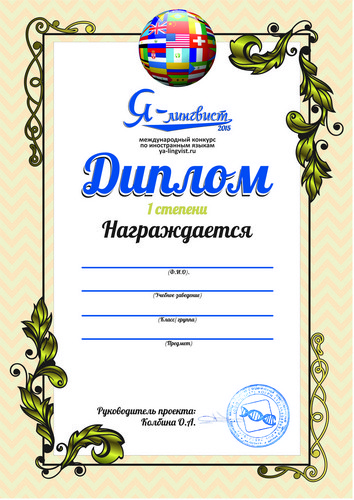 Я-лингвист
2015
международный конкурс
по иностранным языкам
ya-lingvist.ru
Диплом
I степени
Награждается
(Ф.И.О).
(Учебное заведение)
(Класс/группа)
(Предмет)
Руководитель проекта:
Колбина О.А.